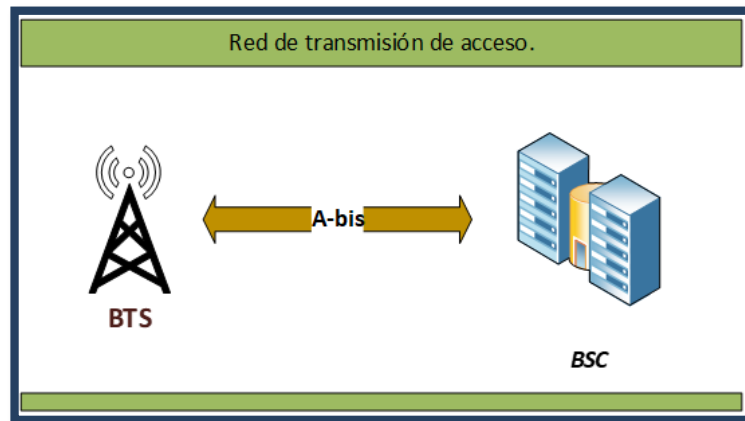 Red de transmisión de acceso.
A-bis
BTS
BSC